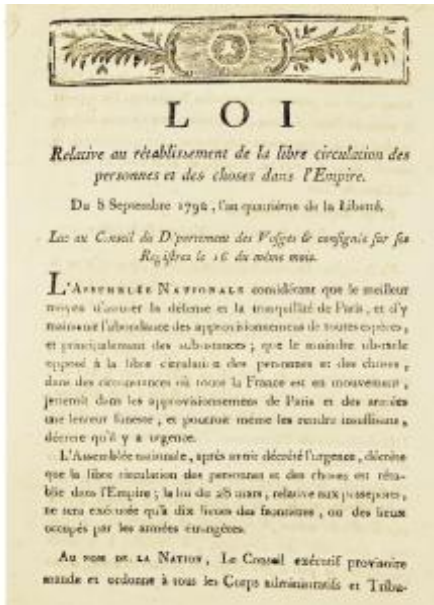 LOI
Relative au rétablissement de la libre circulation des
personnes et des choses dans l'Empire.
Du 8 Septembre 1792, l'an quatrième de la Liberté.
Lue au Conseil du D'partement des Vosges & consignée sur ses
Registres le 16 du même mois.
L'ASSEMBLÉE NATIONALE considérant que le meilleur
moyen d'assurer la défense et la tranquillité de Paris, et d'y
maintenir l'abondance des approvisionnemens de toutes espèces,
et principalement des subsistances; que le moindre obstacle
opposé à la libre circulation des personnes et des choses,
dans des circonstances où toute la France est en mouvement,
jetteroit dans les approvisionnemens de Paris et des armées
une lenteur funeste, et pourroit même les rendre insuffisans,
décrète qu'il y a urgence.
L'Assemblée nationale, après avoir décrété l'urgence, décrète
que la libre circulation des personnes et des choses est réta-
blie dans l'Empire; la loi du 28 mars, relative aux passeports,
ne sera exécutée qu'à dix lieues des frontières, ou des lieux
occupés par les armées étrangères.
AU NOM DE LA NATION, Le Conseil exécutif provisoire
mande et ordonne à tous les Corps administratifs et Tribu-